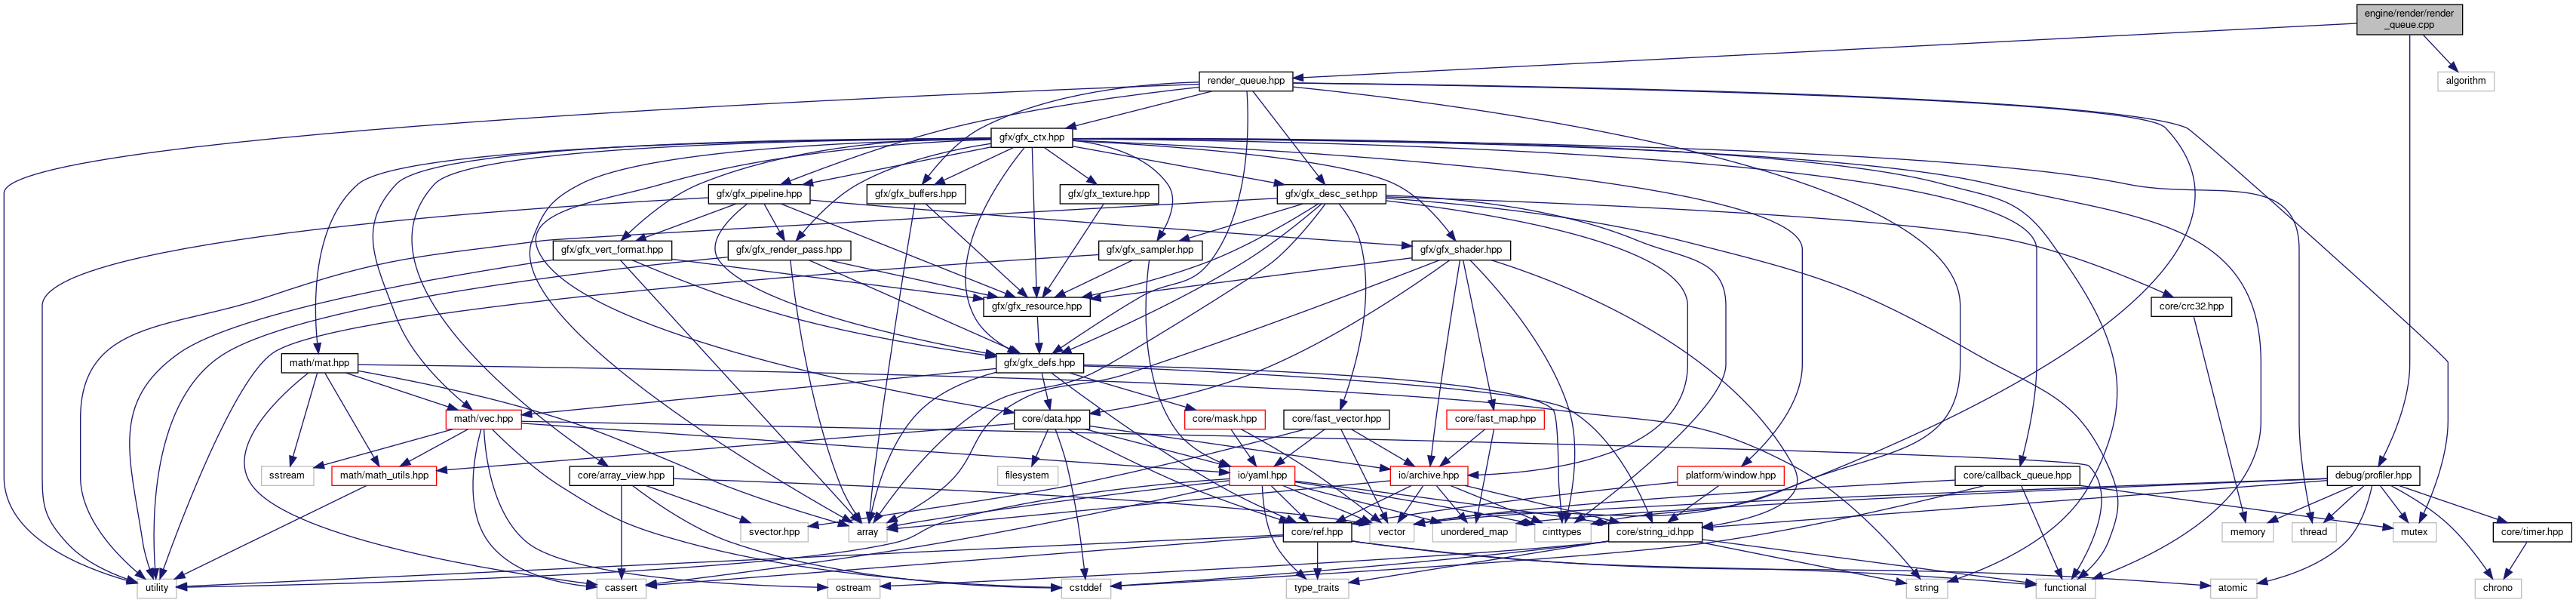 engine/render/render
_queue.cpp
render_queue.hpp
algorithm
gfx/gfx_ctx.hpp
gfx/gfx_pipeline.hpp
gfx/gfx_buffers.hpp
gfx/gfx_texture.hpp
gfx/gfx_desc_set.hpp
gfx/gfx_vert_format.hpp
gfx/gfx_render_pass.hpp
gfx/gfx_sampler.hpp
gfx/gfx_shader.hpp
gfx/gfx_resource.hpp
core/crc32.hpp
math/mat.hpp
gfx/gfx_defs.hpp
math/vec.hpp
core/data.hpp
core/mask.hpp
core/fast_vector.hpp
core/fast_map.hpp
sstream
math/math_utils.hpp
core/array_view.hpp
filesystem
io/yaml.hpp
io/archive.hpp
platform/window.hpp
core/callback_queue.hpp
debug/profiler.hpp
svector.hpp
array
core/ref.hpp
vector
unordered_map
cinttypes
core/string_id.hpp
memory
thread
mutex
core/timer.hpp
utility
cassert
ostream
cstddef
type_traits
string
functional
atomic
chrono